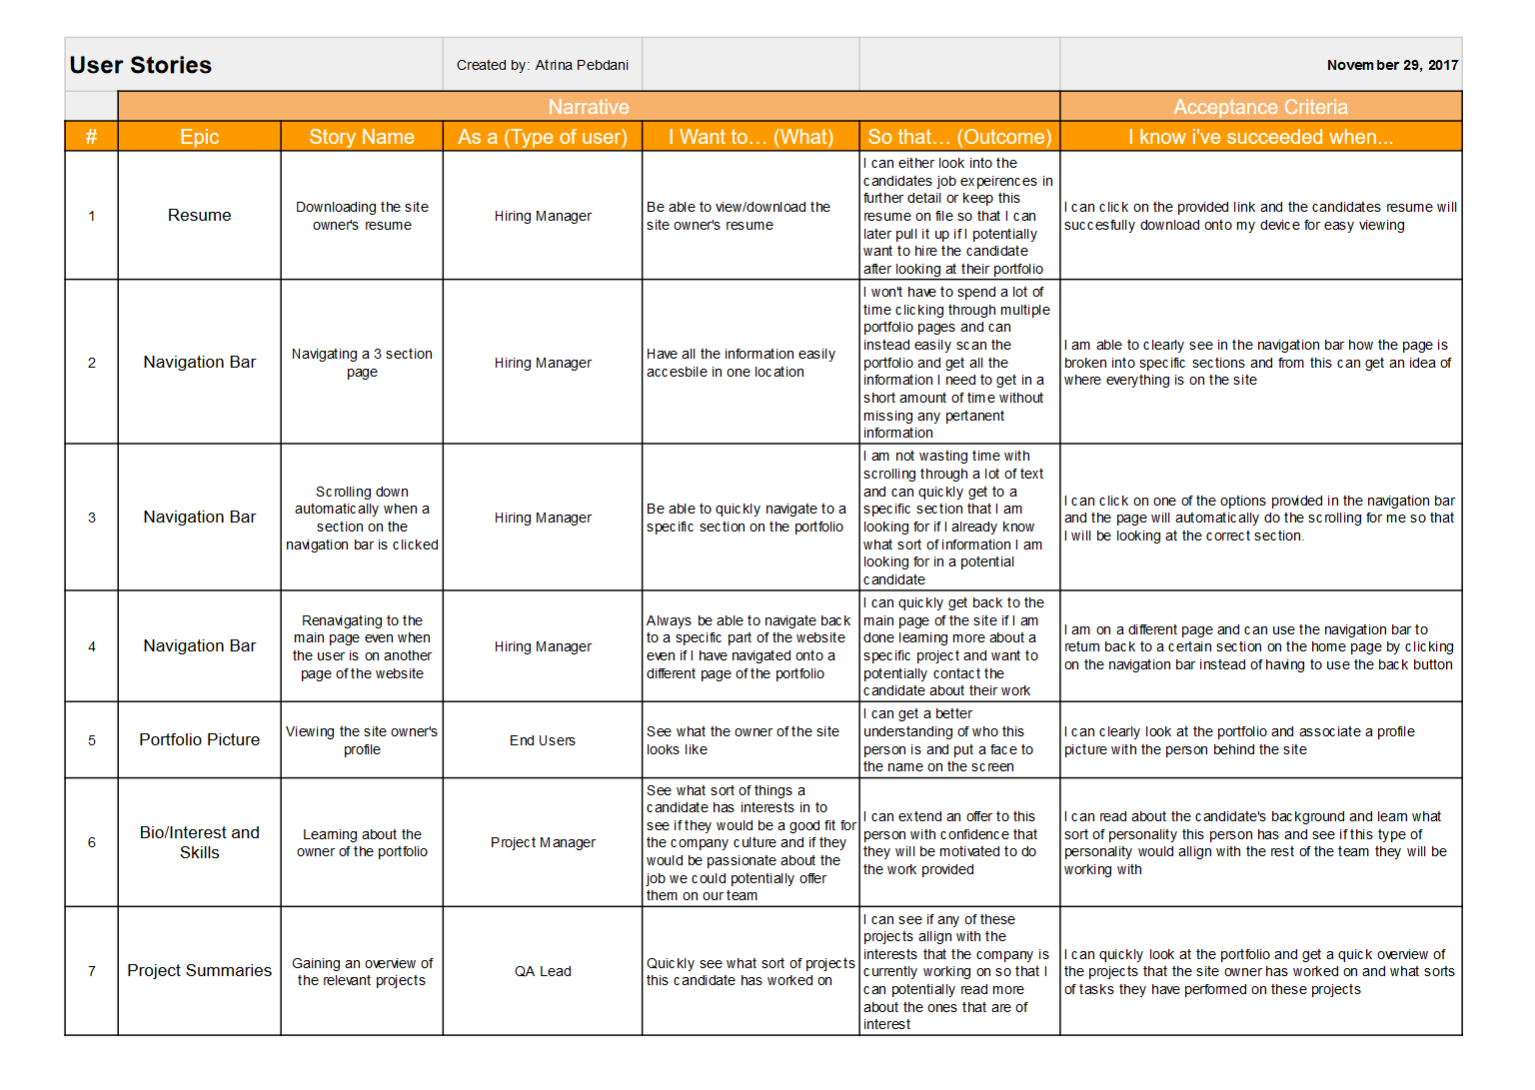 User Stories
Created by: Atrina Pebdani
November 29, 2017
Narrative
Acceptance Criteria
#
Epic
Story Name
As a (Type of user)
I Want to... (What)
So that... (Outcome)
I know i've succeeded when...
1
Resume
Downloading the site
owner's resume
Hiring Manager
Be able to view/download the
site owner's resume
I can either look into the
candidates job expeirences in
further detail or keep this
resume on file so that I can
later pull it up if I potentially
want to hire the candidate
after looking at their portfolio
I can click on the provided link and the candidates resume will
succesfully download onto my device for easy viewing
2
Navigation Bar
Navigating a 3 section
page
Hiring Manager
Have all the information easily
accesbile in one location
I won't have to spend a lot of
time clicking through multiple
portfolio pages and can
instead easily scan the
portfolio and get all the
information I need to get in a
short amount of time without
missing any pertanent
information
I am able to clearly see in the navigation bar how the page is
broken into specific sections and from this can get an idea of
where everything is on the site
3
Navigation Bar
Scrolling down
automatically when a
section on the
navigation bar is clicked
Hiring Manager
Be able to quickly navigate to a
specific section on the portfolio
I am not wasting time with
scrolling through a lot of text
and can quickly get to a
specific section that I am
looking for if I already know
what sort of information I am
looking for in a potential
candidate
I can click on one of the options provided in the navigation bar
and the page will automatically do the scrolling for me so that
I will be looking at the correct section.
4
Navigation Bar
Renavigating to the
main page even when
the user is on another
page of the website
Hiring Manager
Always be able to navigate back
to a specific part of the website
even if I have navigated onto a
different page of the portfolio
I can quickly get back to the
main page of the site if I am
done learning more about a
specific project and want to
potentially contact the
candidate about their work
I am on a different page and can use the navigation bar to
return back to a certain section on the home page by clicking
on the navigation bar instead of having to use the back button
5
Portfolio Picture
Viewing the site owner's
profile
End Users
See what the owner of the site
looks like
I can get a better
understanding of who this
person is and put a face to
the name on the screen
I can clearly look at the portfolio and associate a profile
picture with the person behind the site
6
Bio/Interest and
Skills
Learning about the
owner of the portfolio
Project Manager
See what sort of things a
candidate has interests in to
see if they would be a good fit for
the company culture and if they
would be passionate about the
job we could potentially offer
them on our team
I can extend an offer to this
person with confidence that
they will be motivated to do
the work provided
I can read about the candidate's background and learn what
sort of personality this person has and see if this type of
personality would allign with the rest of the team they will be
working with
7
Project Summaries
Gaining an overview of
the relevant projects
QA Lead
Quickly see what sort of projects
this candidate has worked on
I can see if any of these
projects allign with the
interests that the company is
currently working on so that I
can potentially read more
about the ones that are of
interest
I can quickly look at the portfolio and get a quick overview of
the projects that the site owner has worked on and what sorts
of tasks they have performed on these projects